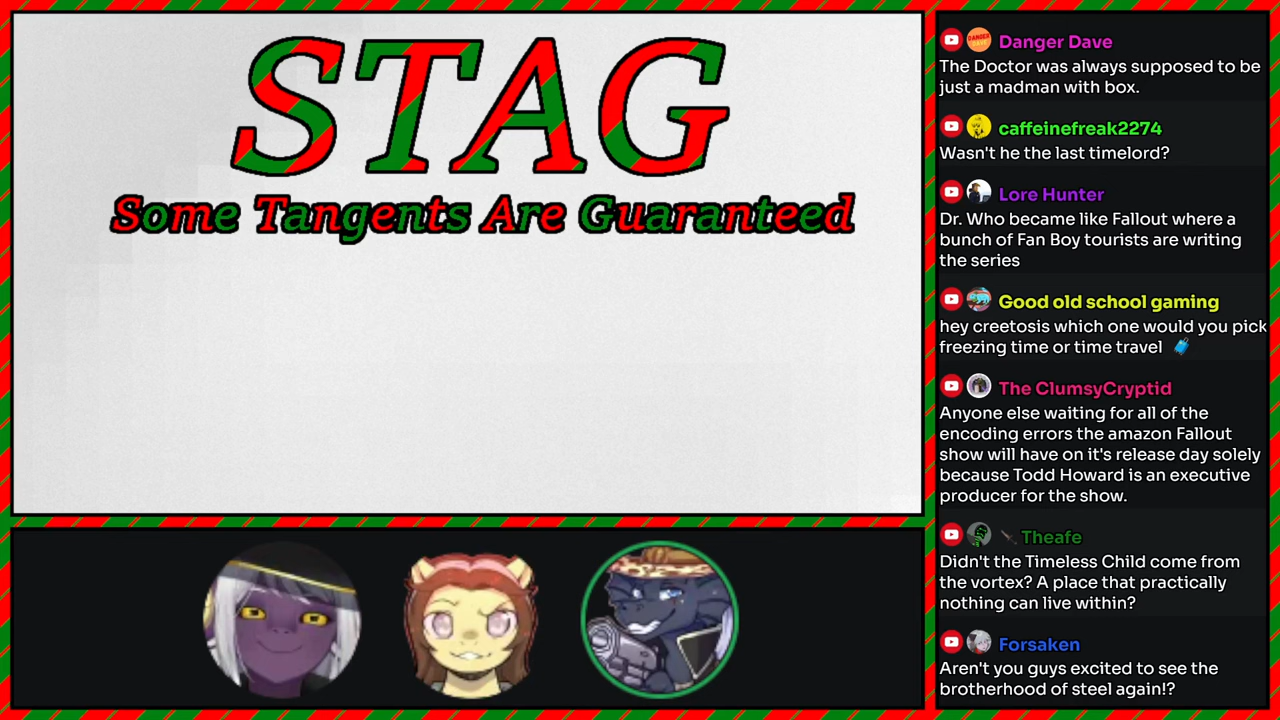 STAG
Some Tangents Are Guaranteed
Danger Dave
The Doctor was always supposed to be
just a madman with box.
caffeinefreak2274
Wasn't he the last timelord?
Lore Hunter
Dr. Who became like Fallout where a
bunch of Fan Boy tourists are writing
the series
Good old school gaming
hey creetosis which one would you pick
freezing time or time travel
The ClumsyCryptid
Anyone else waiting for all of the
encoding errors the amazon Fallout
show will have on it's release day solely
because Todd Howard is an executive
producer for the show.
Theafe
Didn't the Timeless Child come from
the vortex? A place that practically
nothing can live within?
Forsaken
Aren't you guys excited to see the
brotherhood of steel again!?